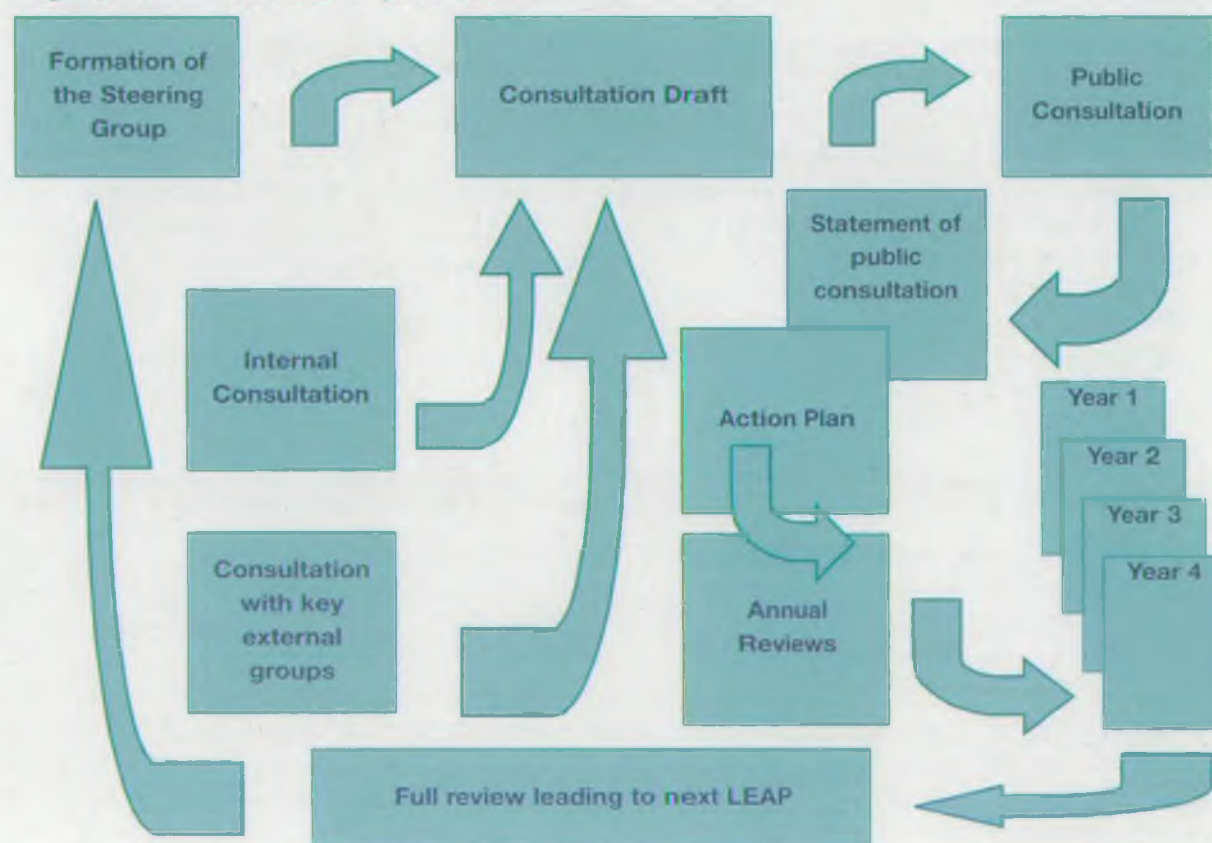 Formation of
the Steering
Group
Consultation Draft
Public
Consultation
Statement of
public
consultation
Internal
Consultation
Action Plan
Year 1
Year 2
Year 3
Year 4
Consultation
with key
external
groups
Annual
Reviews
Full review leading to next LEAP